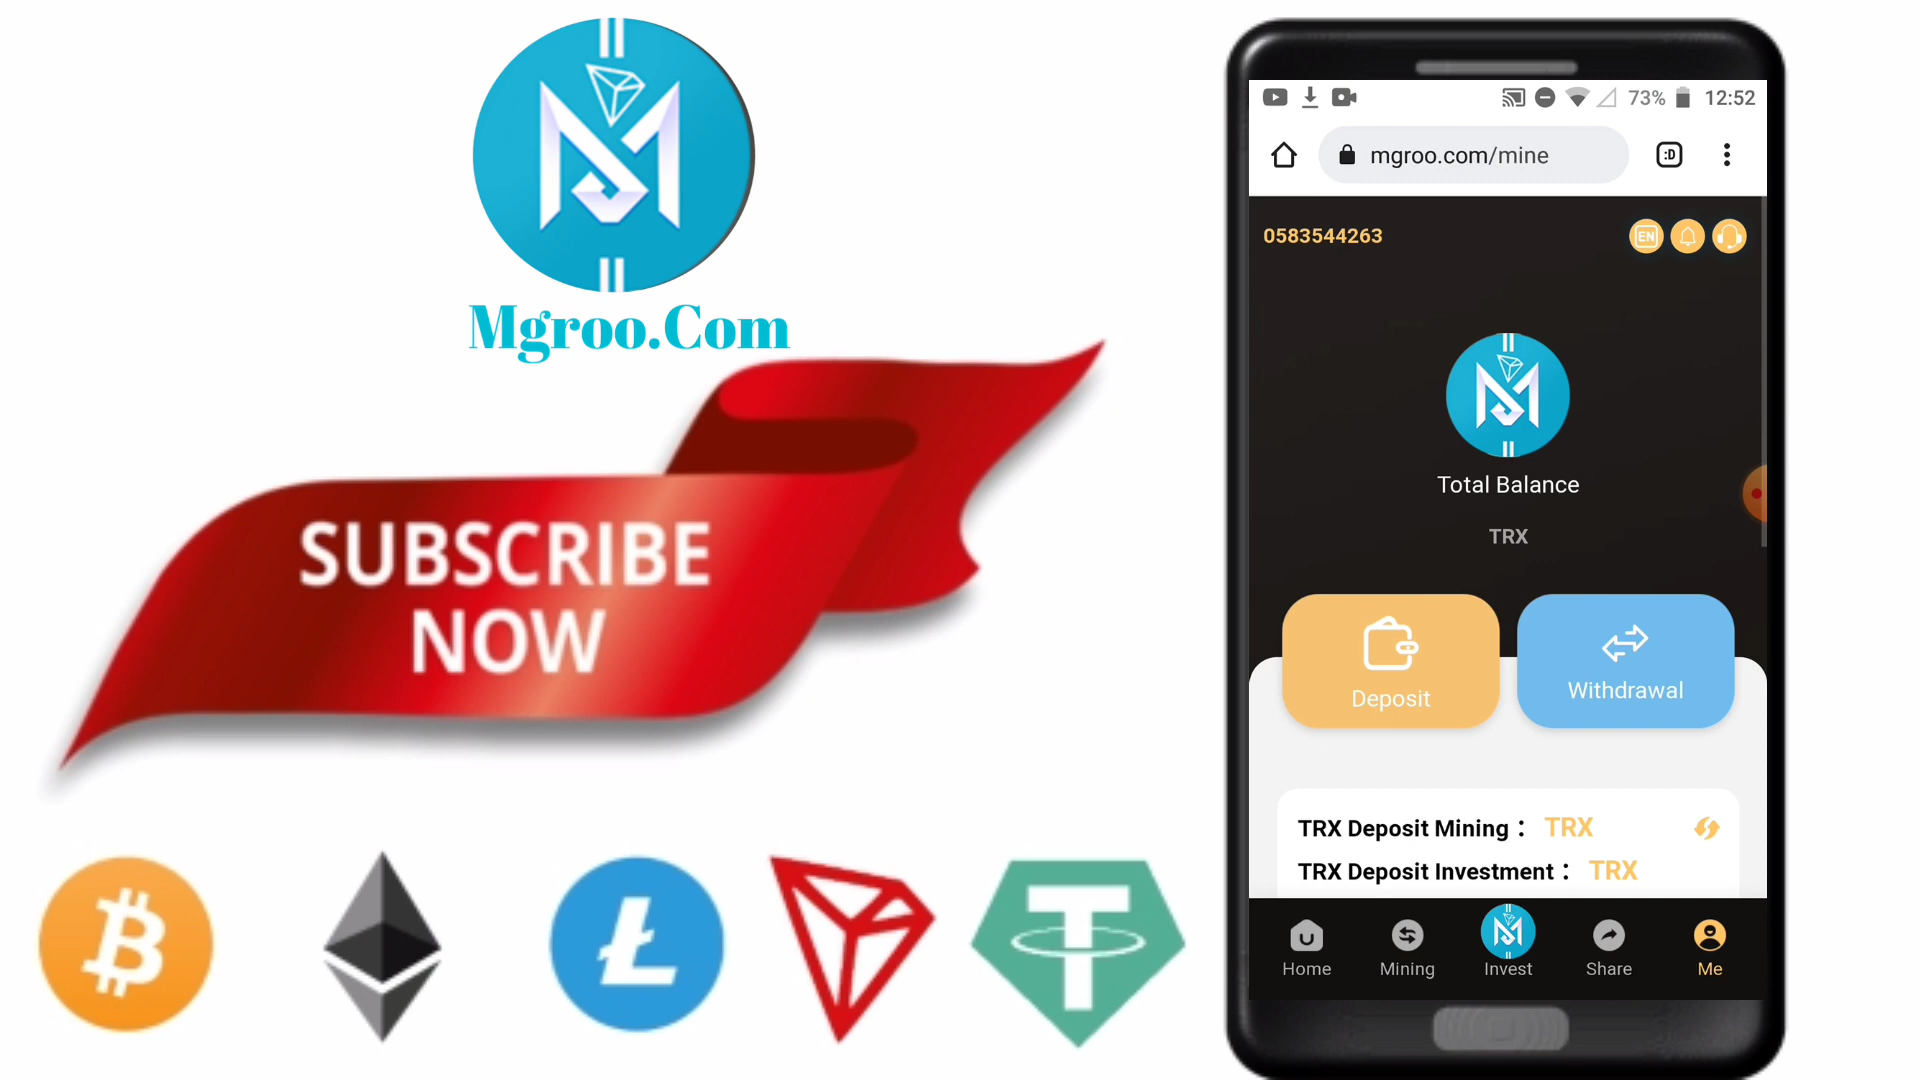 Mgroo.Com
SUBSCRIBE
NOW
73% 12:52
mgroo.com/mine
:D
0583544263
EN
Total Balance
TRX
Deposit
Withdrawal
TRX Deposit Mining： TRX
TRX Deposit Investment： TRX
Home
Mining
Invest
Share
Me